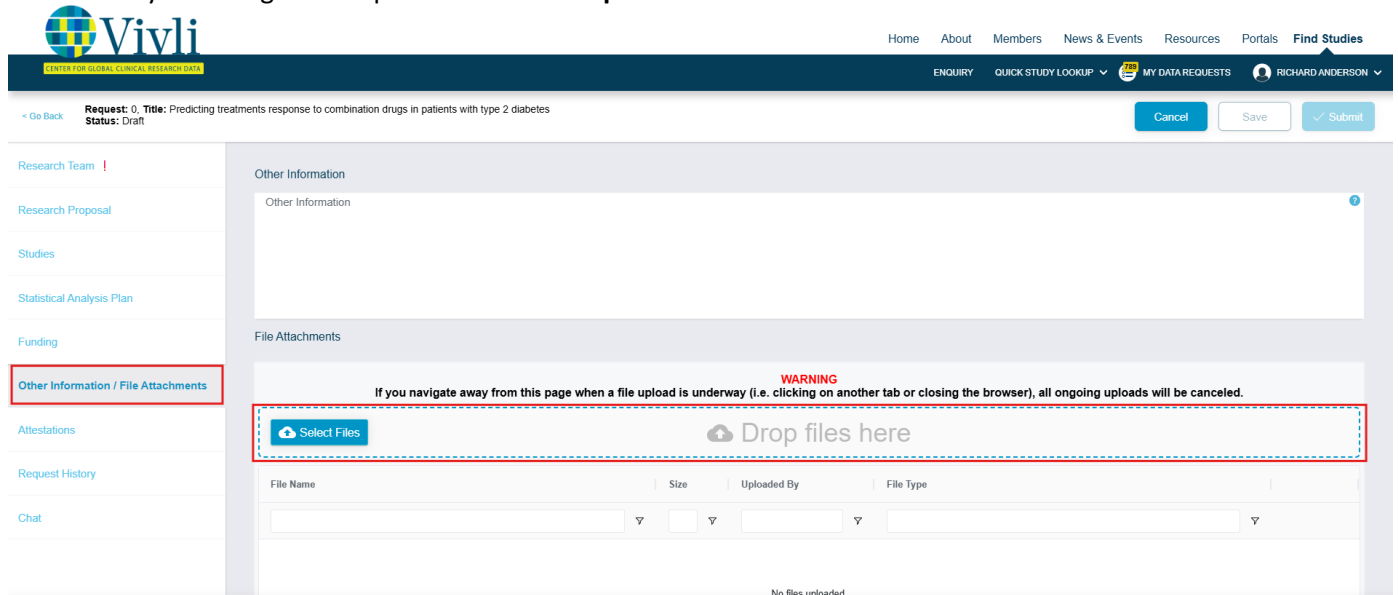 Vivli
CENTER FOR GLOBAL CLINICAL RESEARCH DATA
Home About Members News & Events Resources Portals Find Studies
ENQUIRY QUICK STUDY LOOKUP 789 MY DATA REQUESTS RICHARD ANDERSON
< Go Back Request: 0, Title: Predicting treatments response to combination drugs in patients with type 2 diabetes
Status: Draft
Cancel Save Submit
Research Team !
Research Proposal
Studies
Statistical Analysis Plan
Funding
Other Information / File Attachments
Attestations
Request History
Chat
Other Information
Other Information ?
File Attachments
WARNING
If you navigate away from this page when a file upload is underway (i.e. clicking on another tab or closing the browser), all ongoing uploads will be canceled.
Select Files Drop files here
File Name Size Uploaded By File Type
No files uploaded